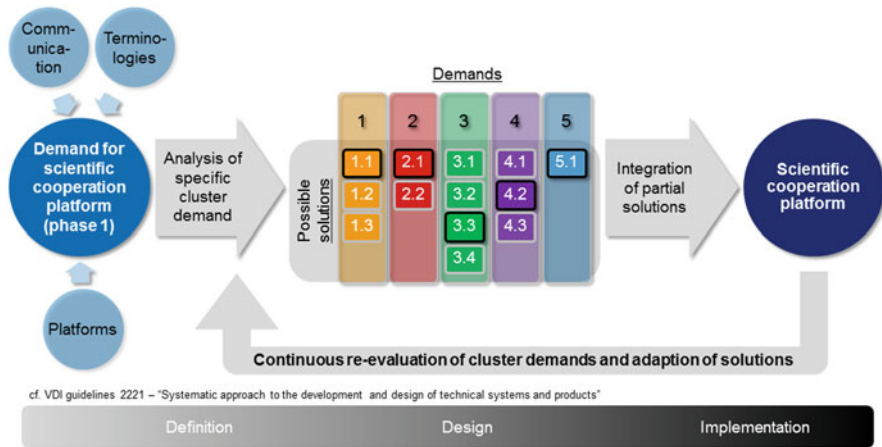 Comm-
unica-
tion
Termino-
logies
Demand for
scientific
cooperation
platform
(phase 1)
Platforms
Analysis of
specific
cluster
demand
Demands
1 2 3 4 5
Possible
solutions
1.1 2.1 3.1 4.1 5.1
1.2 2.2 3.2 4.2
1.3 3.3 4.3
3.4
Integration
of partial
solutions
Scientific
cooperation
platform
Continuous re-evaluation of cluster demands and adaption of solutions
cf. VDI guidelines 2221 – “Systematic approach to the development and design of technical systems and products”
Definition Design Implementation